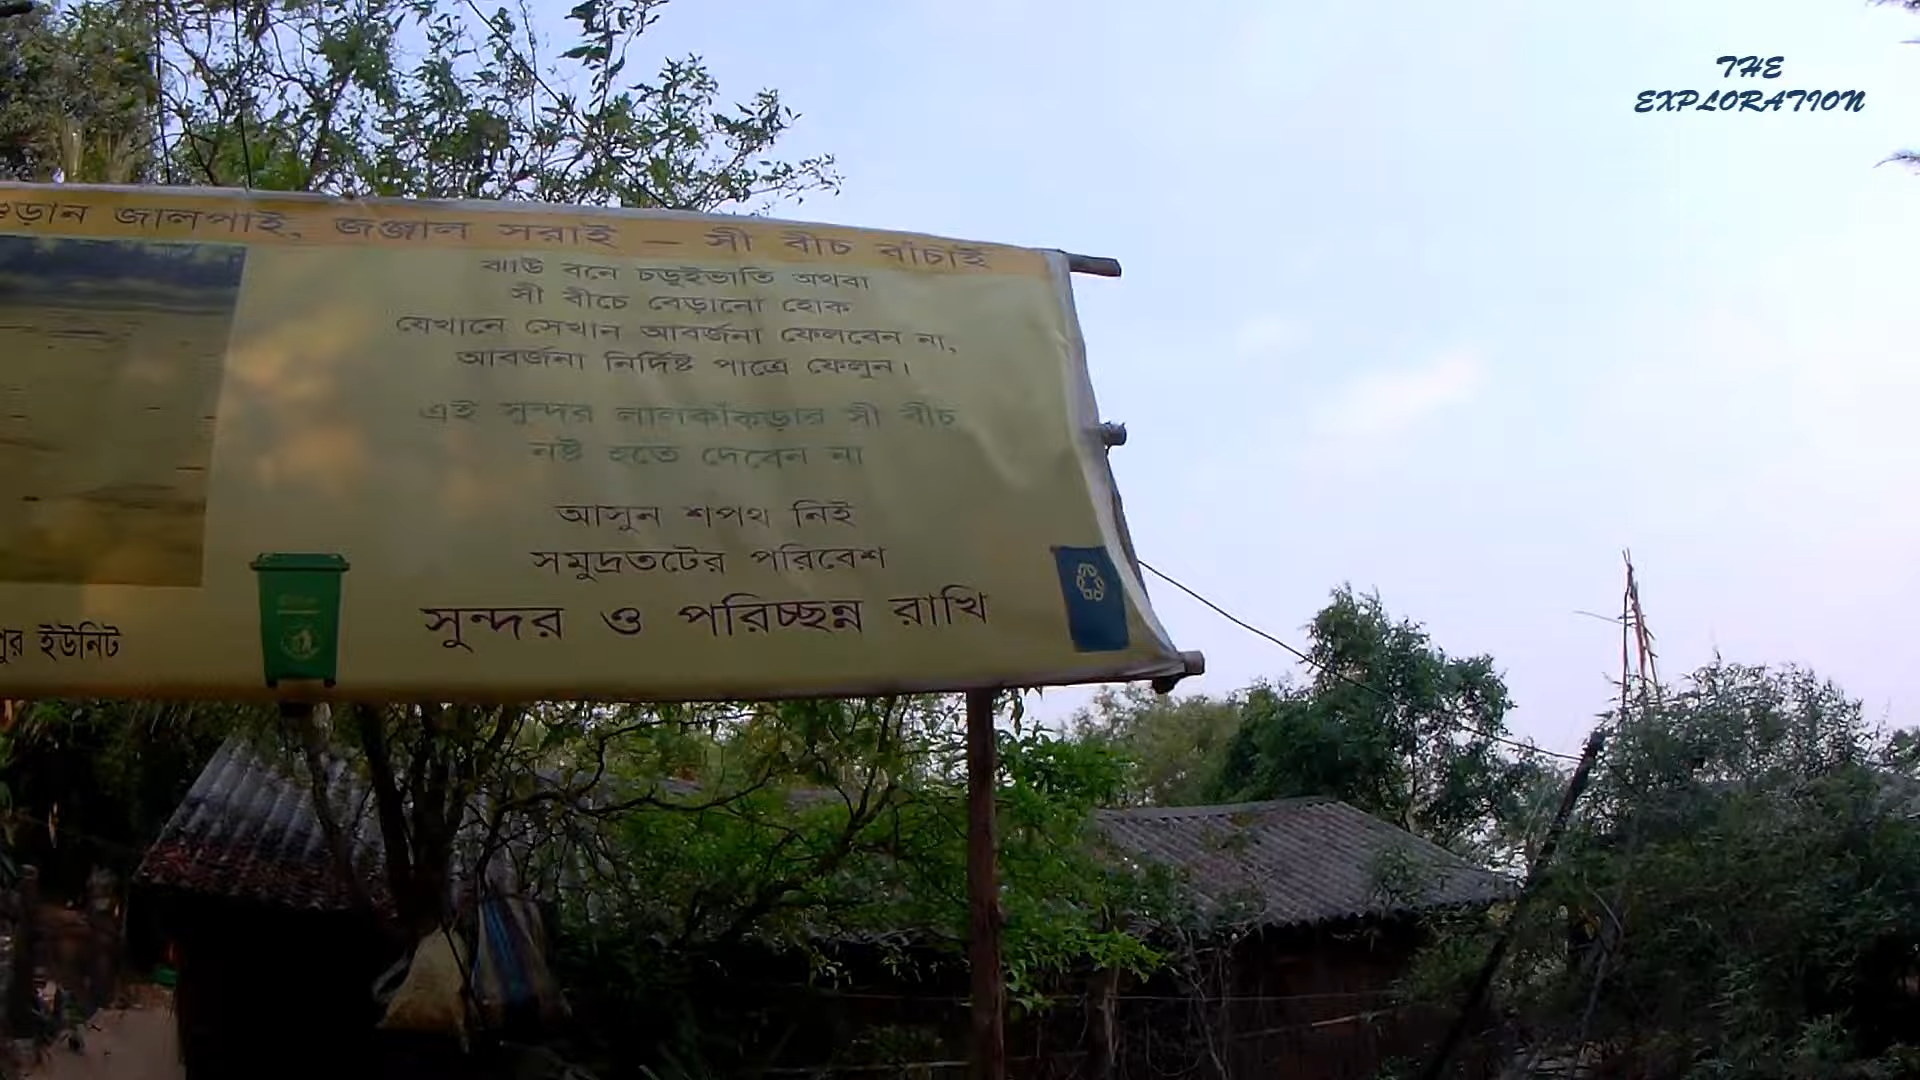 THE
EXPLORATION
জালপাই, জঞ্জাল সরাই – সী বীচ বাঁচাই
ঝাউ বনে চড়ুইভাতি অথবা
সী বীচে বেড়ানো হোক
যেখানে সেখান আবর্জনা ফেলবেন না,
আবর্জনা নির্দিষ্ট পাত্রে ফেলুন।
এই সুন্দর লালকাঁকড়ার সী বীচ
নষ্ট হতে দেবেন না
আসুন শপথ নিই
সমুদ্রতটের পরিবেশ
সুন্দর ও পরিচ্ছন্ন রাখি
ইউনিট